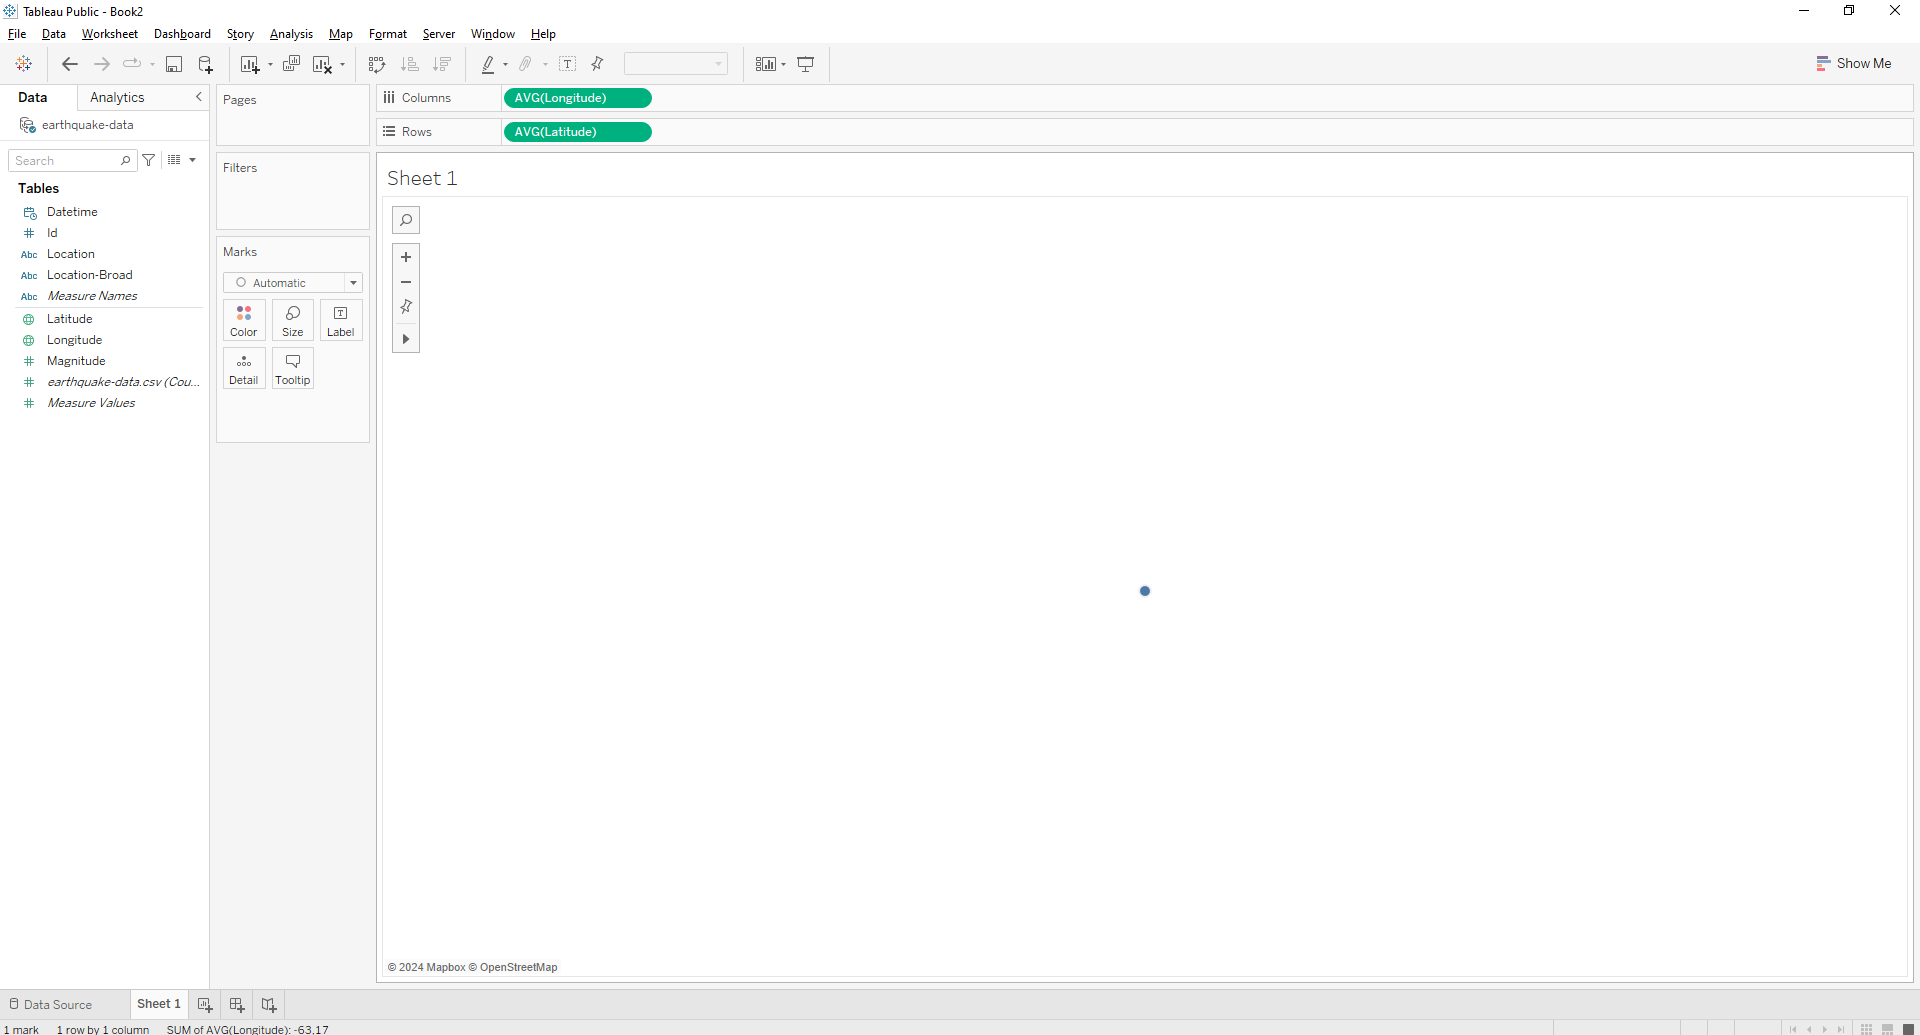 Tableau Public - Book2
File Data Worksheet Dashboard Story Analysis Map Format Server Window Help
Show Me
Data Analytics
earthquake-data
Search
Tables
Datetime
Id
Abc Location
Abc Location-Broad
Abc Measure Names
Latitude
Longitude
Magnitude
earthquake-data.csv (Cou...
Measure Values
Pages
Filters
Marks
Automatic
Color Size Label
Detail Tooltip
Columns AVG(Longitude)
Rows AVG(Latitude)
Sheet 1
© 2024 Mapbox © OpenStreetMap
Data Source Sheet 1
1 mark 1 row by 1 column SUM of AVG(Longitude): -63,17